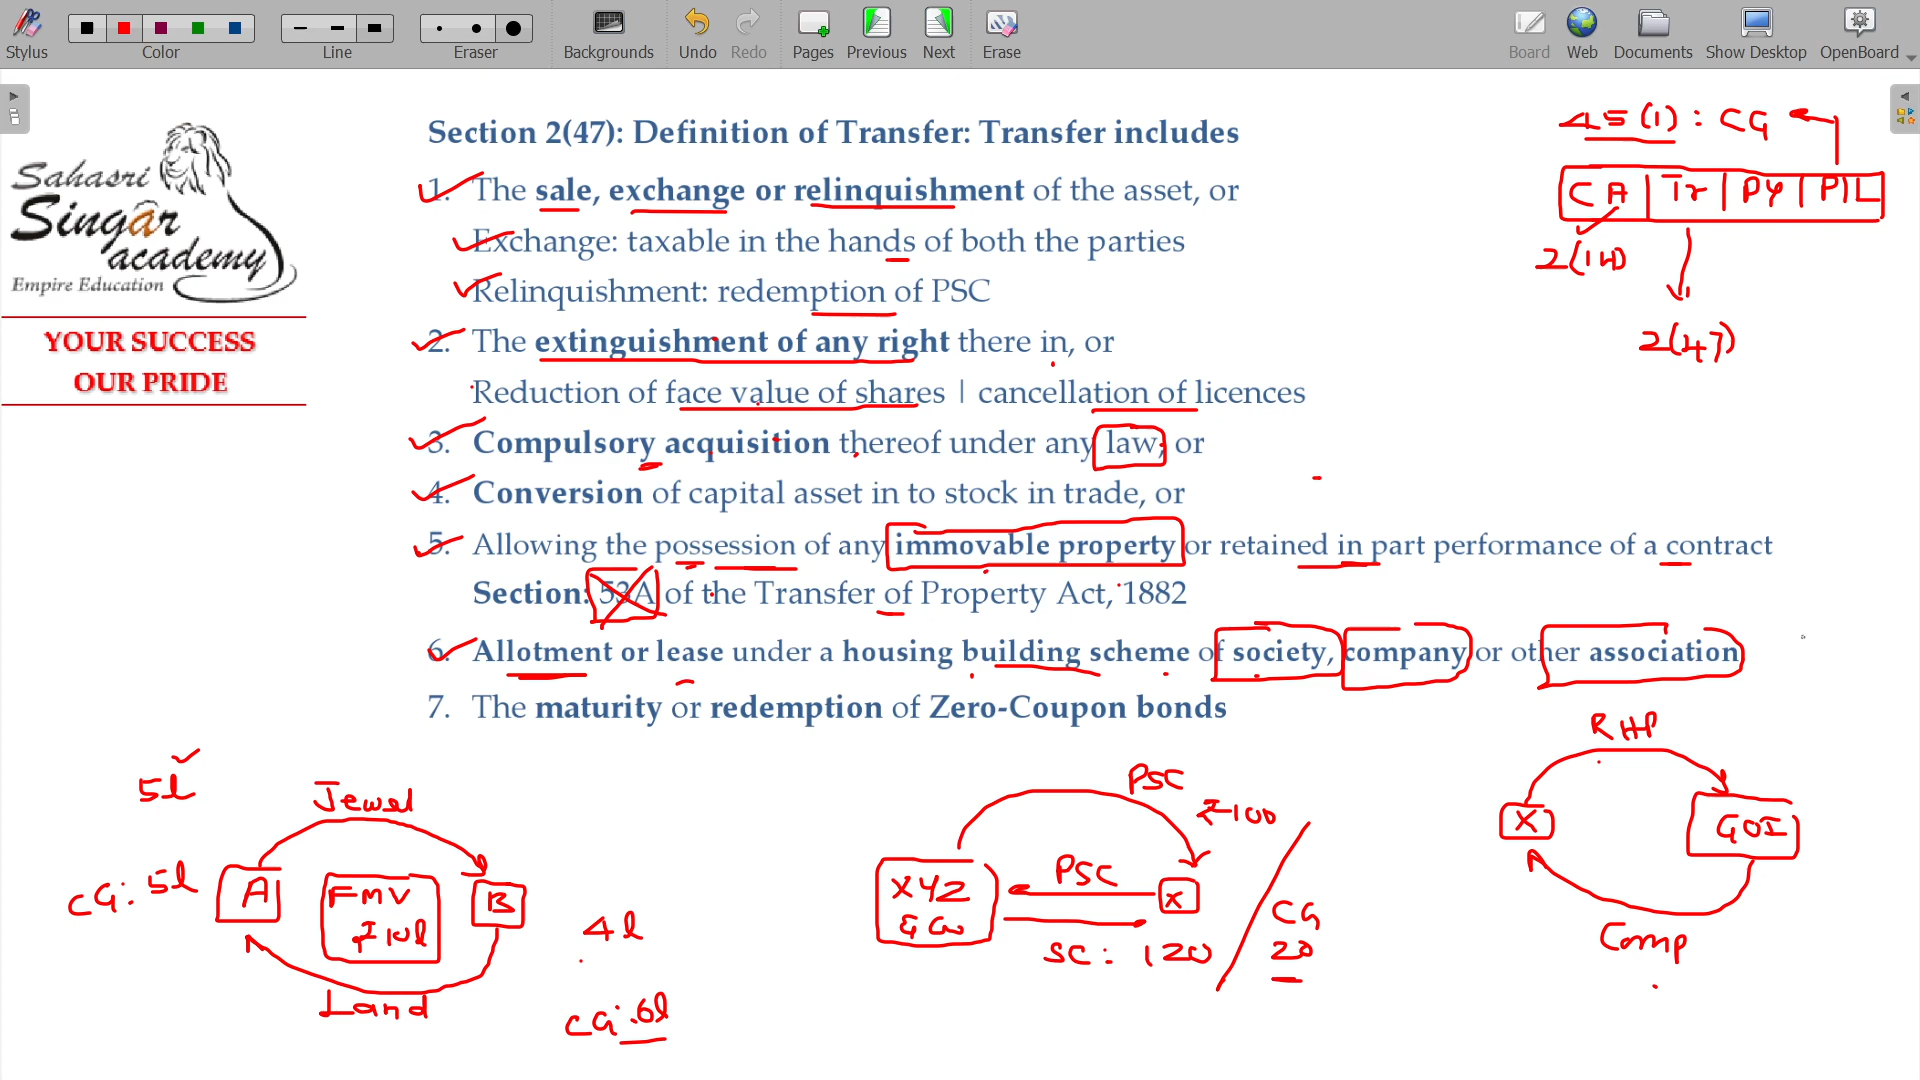 Stylus
Color
Line
Eraser
Backgrounds
Undo
Redo
Pages
Previous
Next
Erase
Board
Web
Documents
Show Desktop
OpenBoard
Sahasri
Singar
academy
Empire Education
YOUR SUCCESS
OUR PRIDE
Section 2(47): Definition of Transfer: Transfer includes
1. The sale, exchange or relinquishment of the asset, or
Exchange: taxable in the hands of both the parties
Relinquishment: redemption of PSC
2. The extinguishment of any right there in, or
Reduction of face value of shares | cancellation of licences
3. Compulsory acquisition thereof under any law; or
4. Conversion of capital asset in to stock in trade, or
5. Allowing the possession of any immovable property or retained in part performance of a contract
Section: 53A of the Transfer of Property Act, 1882
6. Allotment or lease under a housing building scheme of society, company or other association
7. The maturity or redemption of Zero-Coupon bonds
45(1) : CG
CA | Tr | PY | PIL
2(14)
2(47)
5l
Jewel
CG: 5l
A
FMV
₹10l
B
4l
Land
CG: 6l
PSC
₹100
XYZ
& Co
PSC
X
SC: 120
CG
20
RHP
X
GOI
Comp